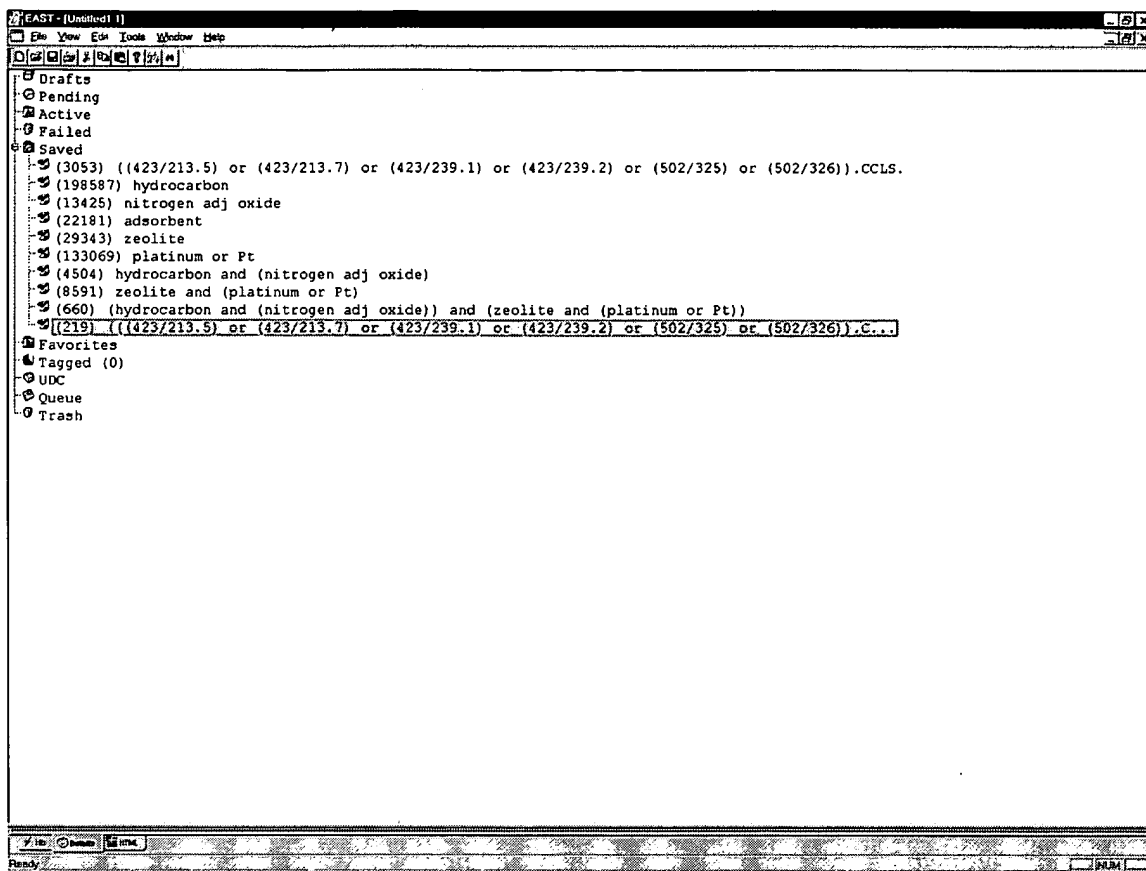 EAST - [Untitled1 1]
File View Edit Tools Window Help
Drafts
Pending
Active
Failed
Saved
(3053) ((423/213.5) or (423/213.7) or (423/239.1) or (423/239.2) or (502/325) or (502/326)).CCLS.
(198587) hydrocarbon
(13425) nitrogen adj oxide
(22181) adsorbent
(29343) zeolite
(133069) platinum or Pt
(4504) hydrocarbon and (nitrogen adj oxide)
(8591) zeolite and (platinum or Pt)
(660) (hydrocarbon and (nitrogen adj oxide)) and (zeolite and (platinum or Pt))
(219) (((423/213.5) or (423/213.7) or (423/239.1) or (423/239.2) or (502/325) or (502/326)).C...
Favorites
Tagged (0)
UDC
Queue
Trash
HTML
Ready NUM